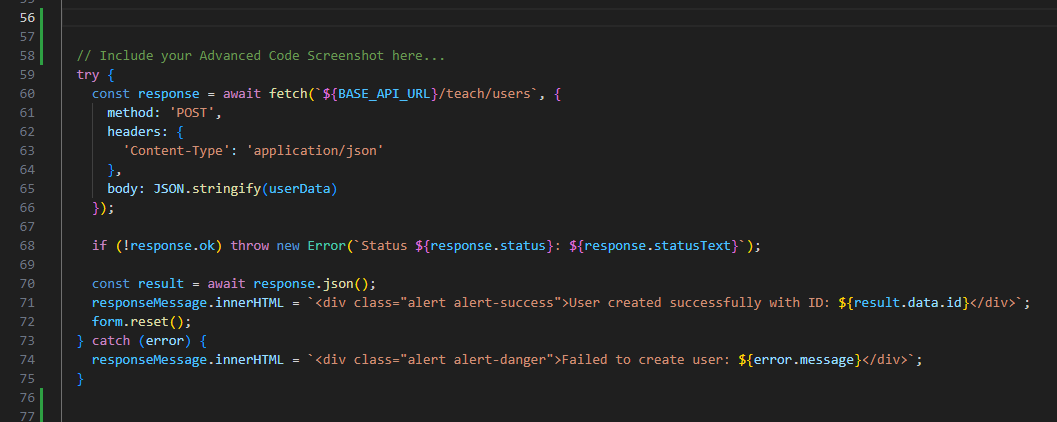 55
56
57
58 // Include your Advanced Code Screenshot here...
59 try {
60 const response = await fetch(`${BASE_API_URL}/teach/users`, {
61 method: 'POST',
62 headers: {
63 'Content-Type': 'application/json'
64 },
65 body: JSON.stringify(userData)
66 });
67
68 if (!response.ok) throw new Error(`Status ${response.status}: ${response.statusText}`);
69
70 const result = await response.json();
71 responseMessage.innerHTML = `<div class="alert alert-success">User created successfully with ID: ${result.data.id}</div>`;
72 form.reset();
73 } catch (error) {
74 responseMessage.innerHTML = `<div class="alert alert-danger">Failed to create user: ${error.message}</div>`;
75 }
76
77